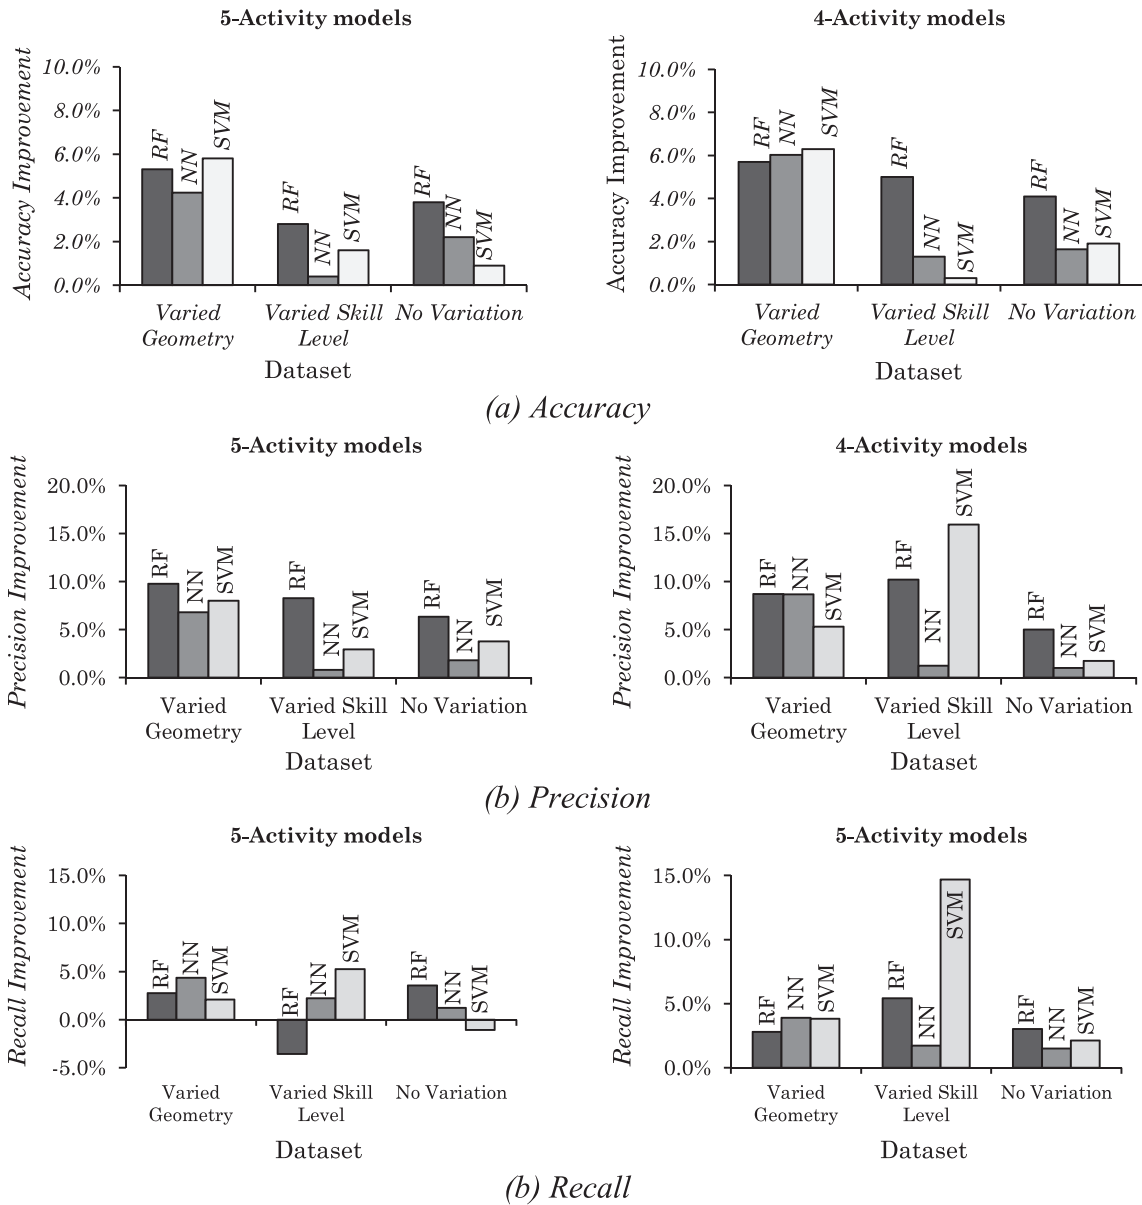 5-Activity models
Accuracy Improvement
10.0%
8.0%
6.0%
4.0%
2.0%
0.0%
RF
NN
SVM
RF
NN
SVM
RF
NN
SVM
Varied Geometry
Varied Skill Level
No Variation
Dataset
4-Activity models
Accuracy Improvement
10.0%
8.0%
6.0%
4.0%
2.0%
0.0%
RF
NN
SVM
RF
NN
SVM
RF
NN
SVM
Varied Geometry
Varied Skill Level
No Variation
Dataset
(a) Accuracy
5-Activity models
Precision Improvement
20.0%
15.0%
10.0%
5.0%
0.0%
RF
NN
SVM
RF
NN
SVM
RF
NN
SVM
Varied Geometry
Varied Skill Level
No Variation
Dataset
4-Activity models
Precision Improvement
20.0%
15.0%
10.0%
5.0%
0.0%
RF
NN
SVM
RF
NN
SVM
RF
NN
SVM
Varied Geometry
Varied Skill Level
No Variation
Dataset
(b) Precision
5-Activity models
Recall Improvement
15.0%
10.0%
5.0%
0.0%
-5.0%
RF
NN
SVM
RF
NN
SVM
RF
NN
SVM
Varied Geometry
Varied Skill Level
No Variation
Dataset
5-Activity models
Recall Improvement
15.0%
10.0%
5.0%
0.0%
RF
NN
SVM
RF
NN
SVM
RF
NN
SVM
Varied Geometry
Varied Skill Level
No Variation
Dataset
(b) Recall